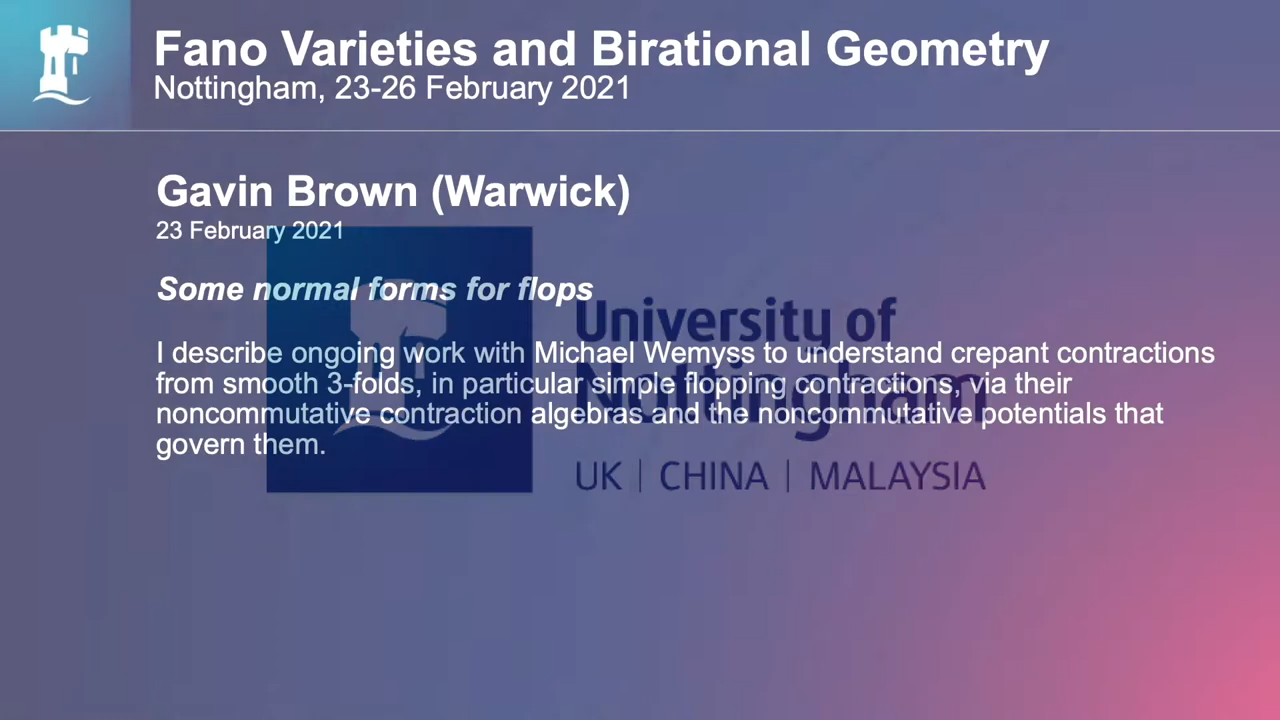 Fano Varieties and Birational Geometry
Nottingham, 23-26 February 2021
Gavin Brown (Warwick)
23 February 2021
Some normal forms for flops
I describe ongoing work with Michael Wemyss to understand crepant contractions
from smooth 3-folds, in particular simple flopping contractions, via their
noncommutative contraction algebras and the noncommutative potentials that
govern them.
University of
Nottingham
UK | CHINA | MALAYSIA